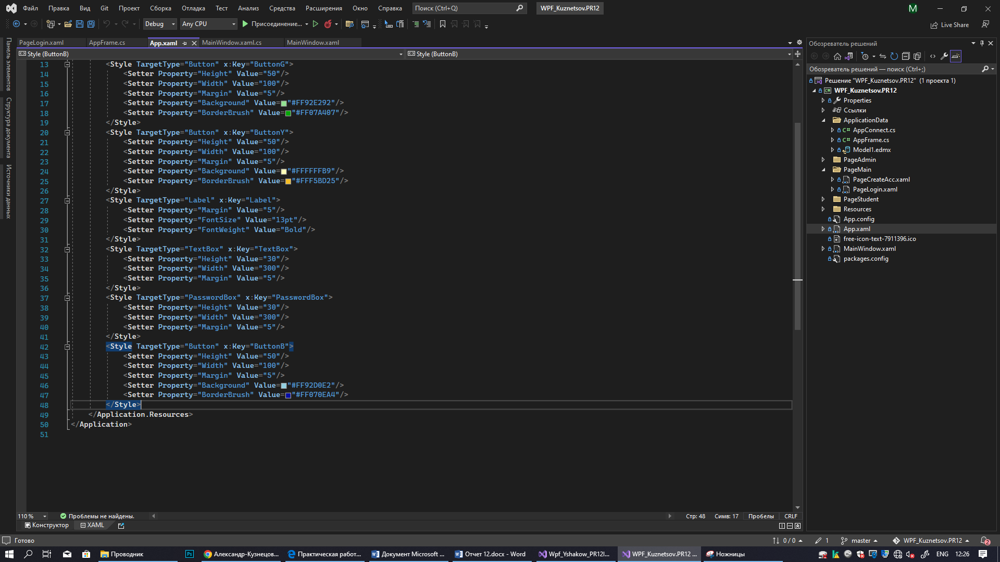 Файл Правка Вид Git Проект Сборка Отладка Тест Анализ Средства Расширения Окно Справка Поиск (Ctrl+Q) WPF_Kuznetsov.PR12 M
Debug Any CPU Присоединение... Live Share
PageLogin.xaml AppFrame.cs App.xaml MainWindow.xaml.cs MainWindow.xaml
Style (ButtonB) Style (ButtonB)
Панель элементов
Структура документа
Источники данных
13 <Style TargetType="Button" x:Key="ButtonG">
14 <Setter Property="Height" Value="50"/>
15 <Setter Property="Width" Value="100"/>
16 <Setter Property="Margin" Value="5"/>
17 <Setter Property="Background" Value="#FF92E292"/>
18 <Setter Property="BorderBrush" Value="#FF07A407"/>
19 </Style>
20 <Style TargetType="Button" x:Key="ButtonY">
21 <Setter Property="Height" Value="50"/>
22 <Setter Property="Width" Value="100"/>
23 <Setter Property="Margin" Value="5"/>
24 <Setter Property="Background" Value="#FFFFFFB9"/>
25 <Setter Property="BorderBrush" Value="#FFF5BD25"/>
26 </Style>
27 <Style TargetType="Label" x:Key="Label">
28 <Setter Property="Margin" Value="5"/>
29 <Setter Property="FontSize" Value="13pt"/>
30 <Setter Property="FontWeight" Value="Bold"/>
31 </Style>
32 <Style TargetType="TextBox" x:Key="TextBox">
33 <Setter Property="Height" Value="30"/>
34 <Setter Property="Width" Value="300"/>
35 <Setter Property="Margin" Value="5"/>
36 </Style>
37 <Style TargetType="PasswordBox" x:Key="PasswordBox">
38 <Setter Property="Height" Value="30"/>
39 <Setter Property="Width" Value="300"/>
40 <Setter Property="Margin" Value="5"/>
41 </Style>
42 <Style TargetType="Button" x:Key="ButtonB">
43 <Setter Property="Height" Value="50"/>
44 <Setter Property="Width" Value="100"/>
45 <Setter Property="Margin" Value="5"/>
46 <Setter Property="Background" Value="#FF92D0E2"/>
47 <Setter Property="BorderBrush" Value="#FF070EA4"/>
48 </Style>
49 </Application.Resources>
50 </Application>
51
110 % Проблемы не найдены. Стр: 48 Симв: 17 Пробелы CRLF
Конструктор XAML
Обозреватель решений
Обозреватель решений — поиск (Ctrl+;)
Решение "WPF_Kuznetsov.PR12" (1 проекта 1)
WPF_Kuznetsov.PR12
Properties
Ссылки
ApplicationData
AppConnect.cs
AppFrame.cs
Model1.edmx
PageAdmin
PageMain
PageCreateAcc.xaml
PageLogin.xaml
PageStudent
Resources
App.config
App.xaml
free-icon-text-7911396.ico
MainWindow.xaml
packages.config
Готово 0 / 0 1 master WPF_Kuznetsov.PR12 2
Проводник Ps Александр-Кузнецов... Практическая работ... Документ Microsoft ... Отчет 12.docx - Word Wpf_Yshakow_PR12I... WPF_Kuznetsov.PR12 ... Ножницы ENG 12:26